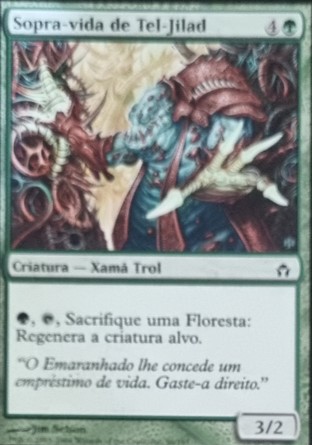 Sopra-vida de Tel-Jilad 4
Criatura — Xamã Trol
, , Sacrifique uma Floresta:
Regenera a criatura alvo.
“O Emaranhado lhe concede um
empréstimo de vida. Gaste-a direito.”
3/2